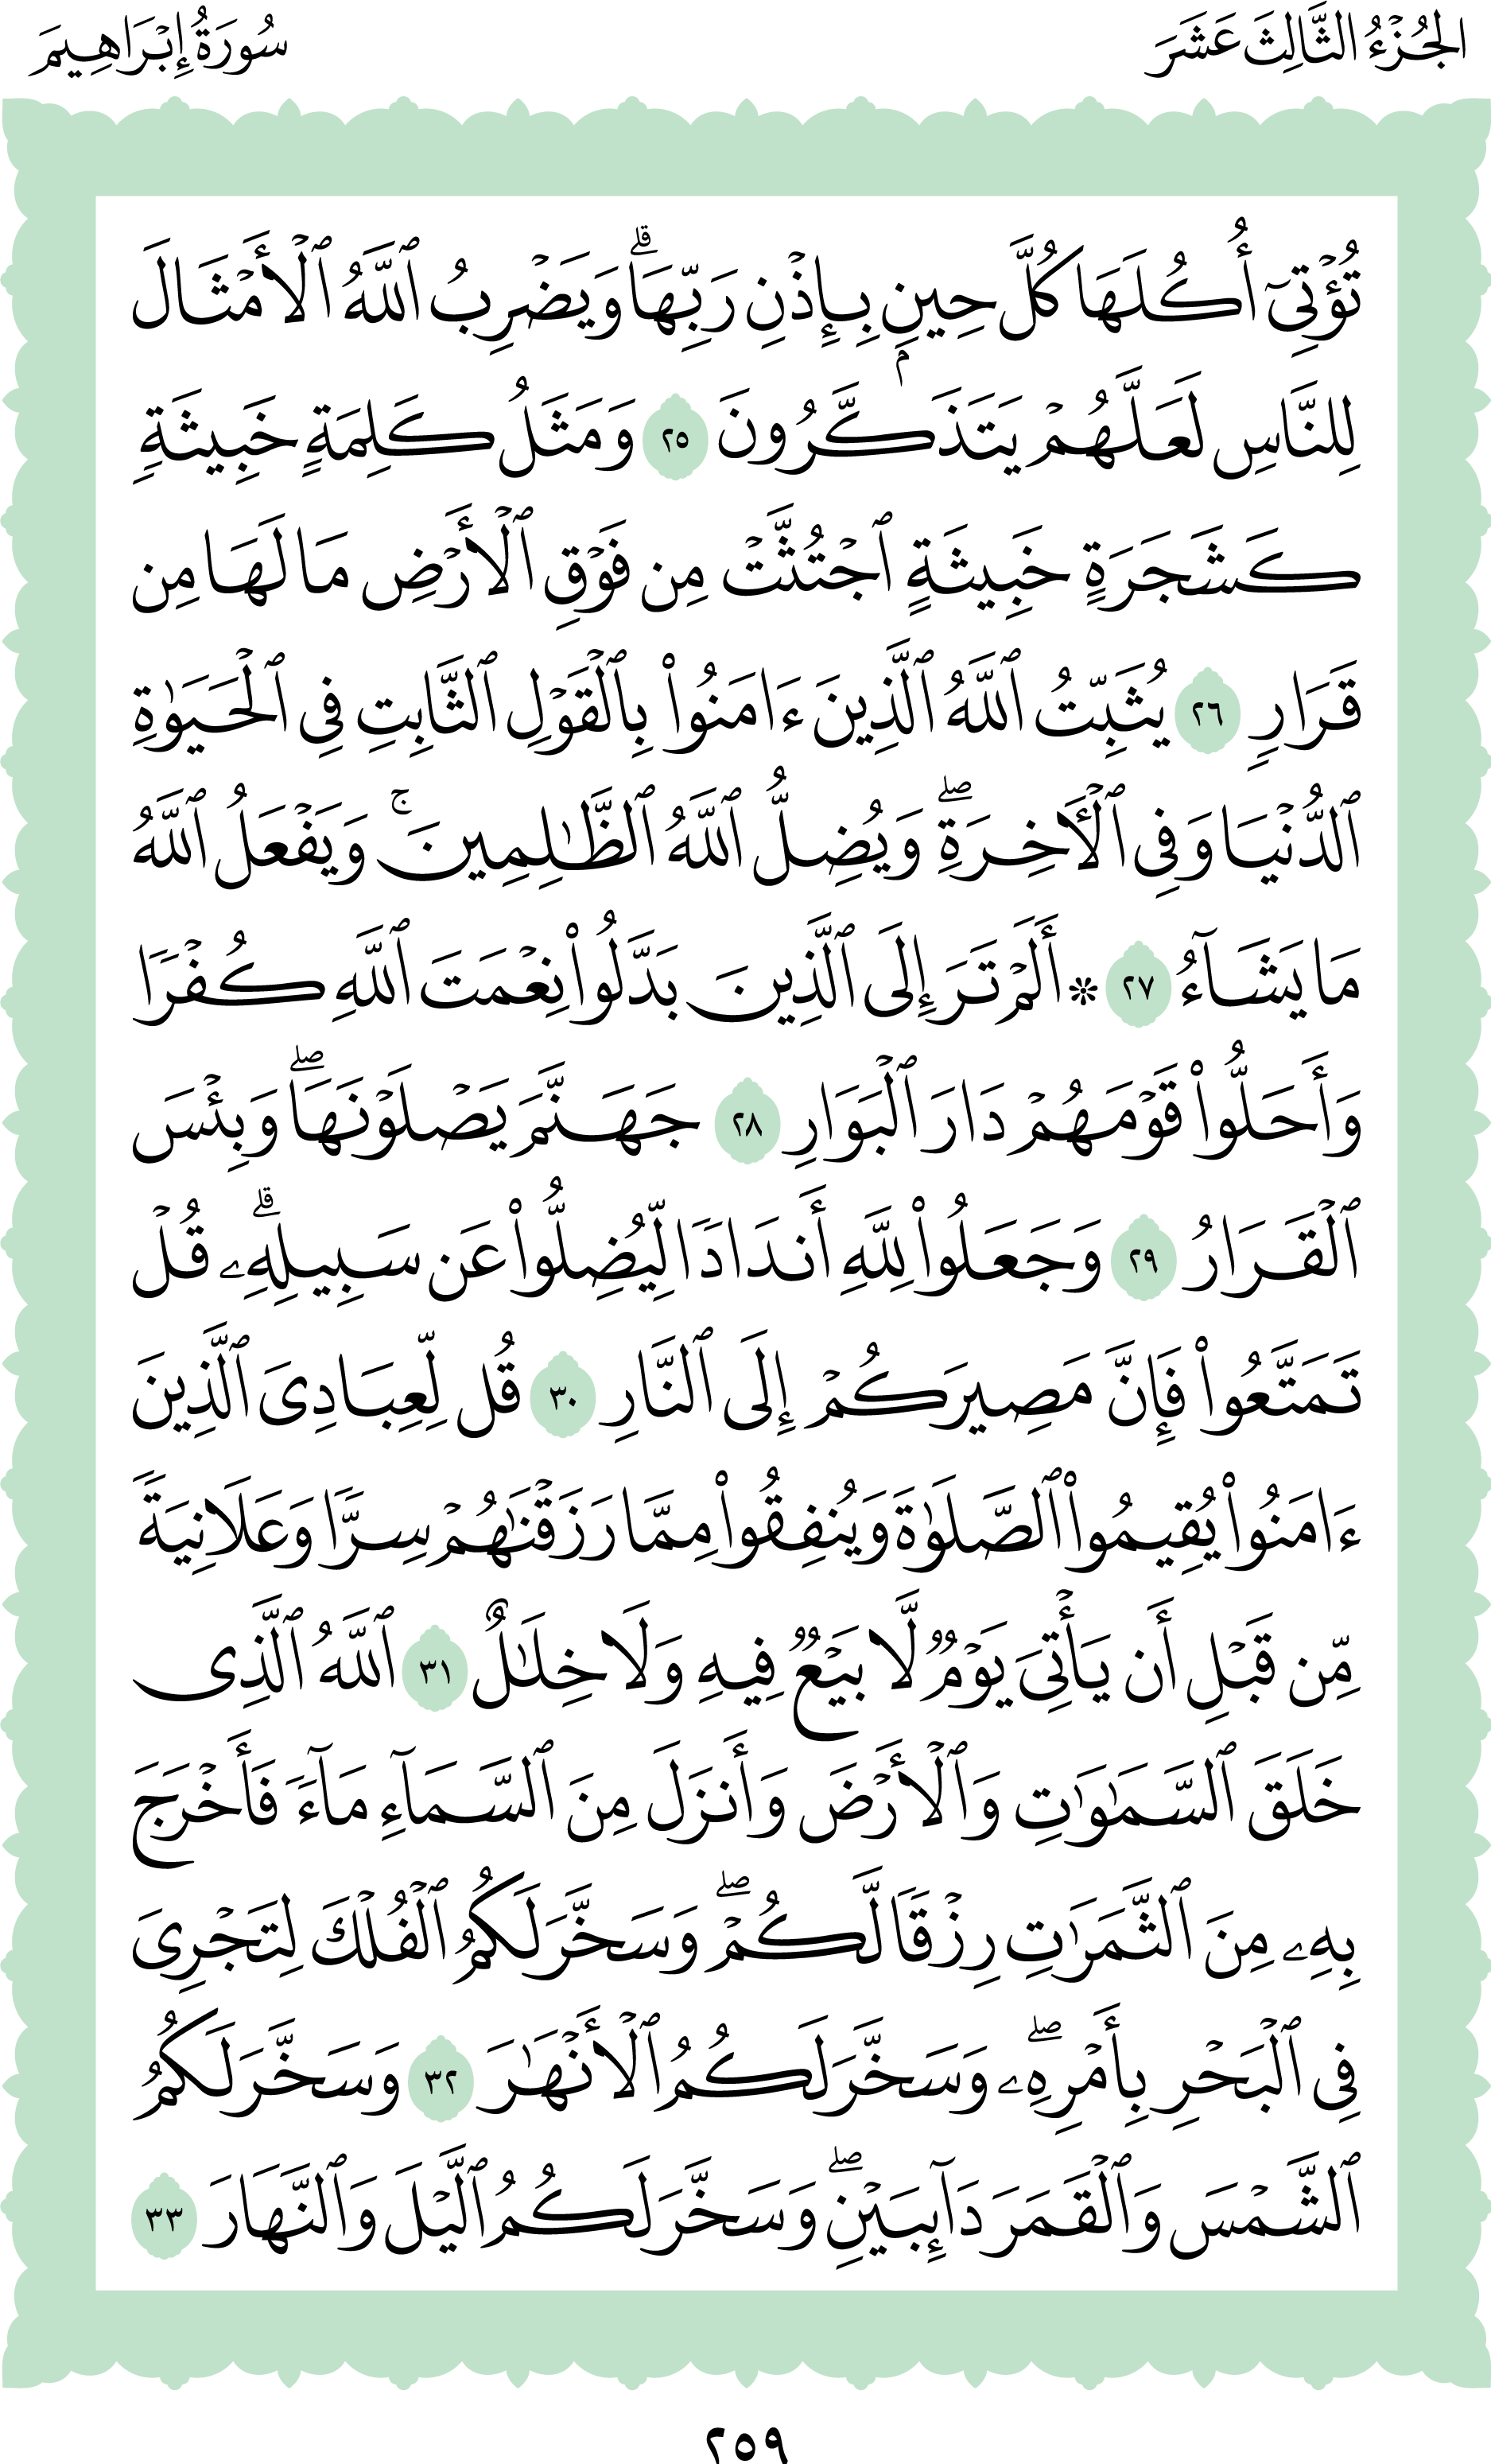 الجُزْءُ الثَّالِثَ عَشَرَ
سُورَةُ إِبْرَاهِيمَ
تُؤْتِىٓ أُكُلَهَا كُلَّ حِينٍۭ بِإِذْنِ رَبِّهَاۗ وَيَضْرِبُ ٱللَّهُ ٱلْأَمْثَالَ
لِلنَّاسِ لَعَلَّهُمْ يَتَذَكَّرُونَ ٢٥ وَمَثَلُ كَلِمَةٍ خَبِيثَةٍ
كَشَجَرَةٍ خَبِيثَةٍ ٱجْتُثَّتْ مِن فَوْقِ ٱلْأَرْضِ مَا لَهَا مِن
قَرَارٍ ٢٦ يُثَبِّتُ ٱللَّهُ ٱلَّذِينَ ءَامَنُوا۟ بِٱلْقَوْلِ ٱلثَّابِتِ فِى ٱلْحَيَوٰةِ
ٱلدُّنْيَا وَفِى ٱلْأَخِرَةِۖ وَيُضِلُّ ٱللَّهُ ٱلظَّٰلِمِينَۚ وَيَفْعَلُ ٱللَّهُ
مَا يَشَآءُ ٢٧ ۞ أَلَمْ تَرَ إِلَى ٱلَّذِينَ بَدَّلُوا۟ نِعْمَتَ ٱللَّهِ كُفْرًا
وَأَحَلُّوا۟ قَوْمَهُمْ دَارَ ٱلْبَوَارِ ٢٨ جَهَنَّمَ يَصْلَوْنَهَاۖ وَبِئْسَ
ٱلْقَرَارُ ٢٩ وَجَعَلُوا۟ لِلَّهِ أَندَادًا لِّيُضِلُّوا۟ عَن سَبِيلِهِۦۗ قُلْ
تَمَتَّعُوا۟ فَإِنَّ مَصِيرَكُمْ إِلَى ٱلنَّارِ ٣٠ قُل لِّعِبَادِىَ ٱلَّذِينَ
ءَامَنُوا۟ يُقِيمُوا۟ ٱلصَّلَوٰةَ وَيُنفِقُوا۟ مِمَّا رَزَقْنَٰهُمْ سِرًّا وَعَلَانِيَةً
مِّن قَبْلِ أَن يَأْتِىَ يَوْمٌ لَّا بَيْعٌ فِيهِ وَلَا خِلَٰلٌ ٣١ ٱللَّهُ ٱلَّذِى
خَلَقَ ٱلسَّمَٰوَٰتِ وَٱلْأَرْضَ وَأَنزَلَ مِنَ ٱلسَّمَآءِ مَآءً فَأَخْرَجَ
بِهِۦ مِنَ ٱلثَّمَرَٰتِ رِزْقًا لَّكُمْۖ وَسَخَّرَ لَكُمُ ٱلْفُلْكَ لِتَجْرِىَ
فِى ٱلْبَحْرِ بِأَمْرِهِۦۖ وَسَخَّرَ لَكُمُ ٱلْأَنْهَٰرَ ٣٢ وَسَخَّرَ لَكُمُ
ٱلشَّمْسَ وَٱلْقَمَرَ دَآئِبَيْنِۖ وَسَخَّرَ لَكُمُ ٱلَّيْلَ وَٱلنَّهَارَ ٣٣
٢٥٩